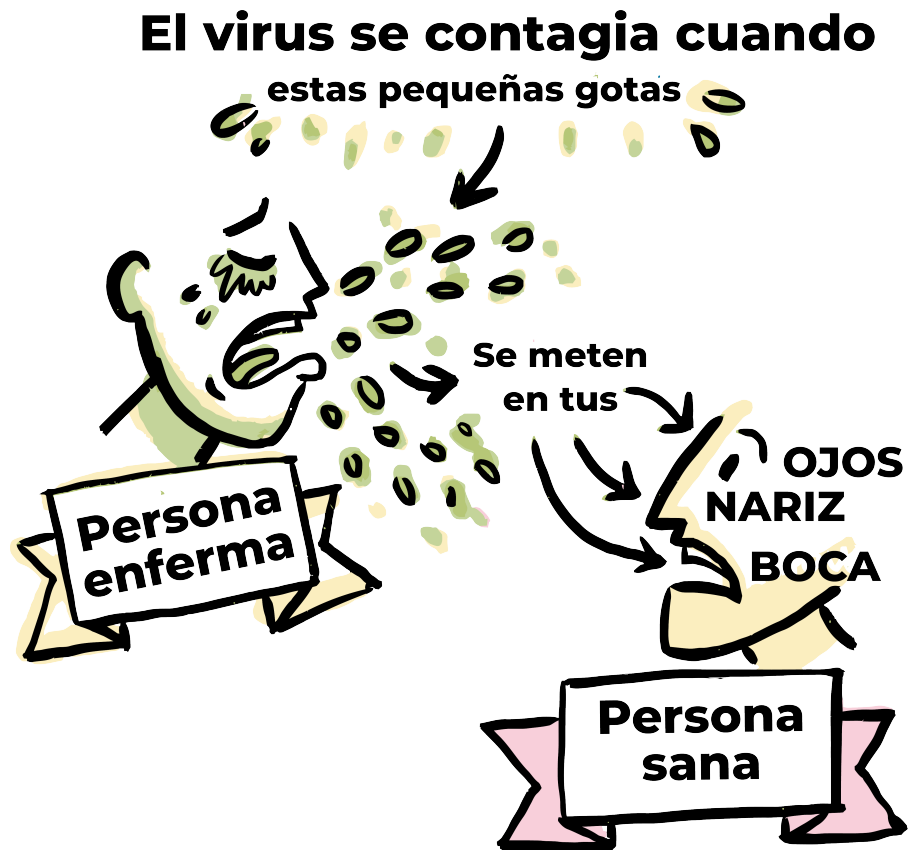 El virus se contagia cuando
estas pequeñas gotas
Se meten
en tus
OJOS
NARIZ
BOCA
Persona
enferma
Persona
sana